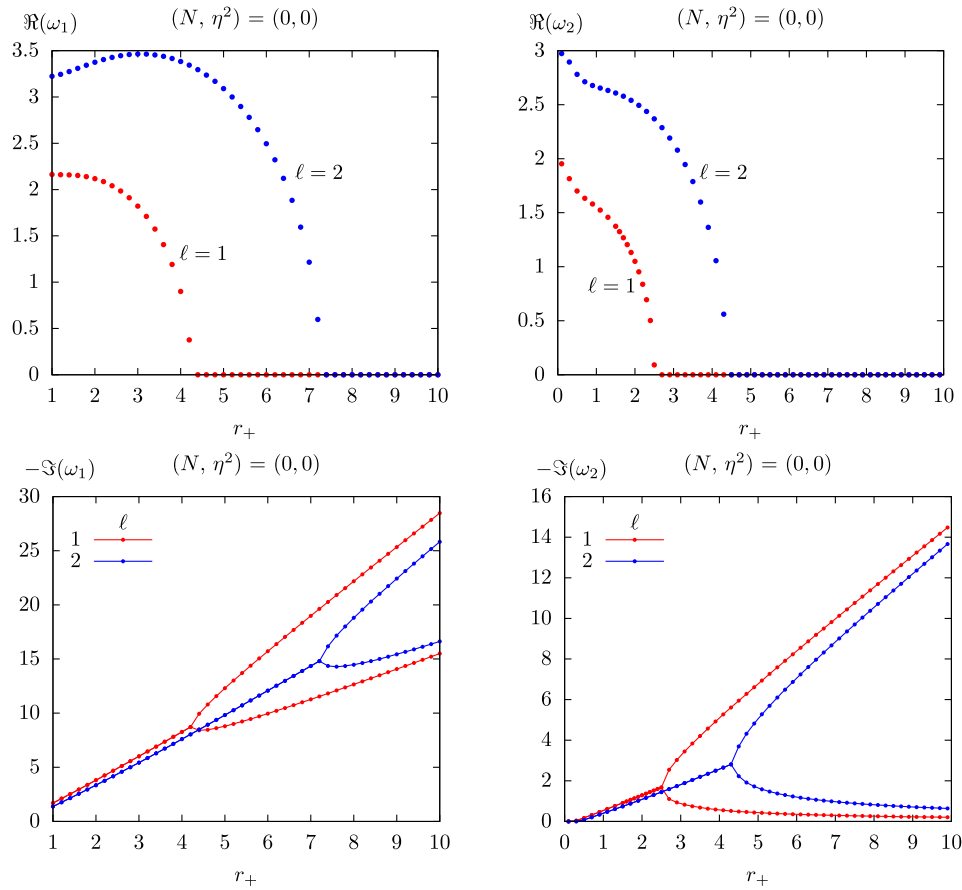 ℜ(ω₁) (N, η²) = (0, 0)
3.5
3
2.5
2
1.5
1
0.5
0
ℓ = 2
ℓ = 1
1 2 3 4 5 6 7 8 9 10
r₊
ℜ(ω₂) (N, η²) = (0, 0)
3
2.5
2
1.5
1
0.5
0
ℓ = 2
ℓ = 1
0 1 2 3 4 5 6 7 8 9 10
r₊
−ℑ(ω₁) (N, η²) = (0, 0)
30
25
20
15
10
5
0
ℓ
1
2
1 2 3 4 5 6 7 8 9 10
r₊
−ℑ(ω₂) (N, η²) = (0, 0)
16
14
12
10
8
6
4
2
0
ℓ
1
2
0 1 2 3 4 5 6 7 8 9 10
r₊